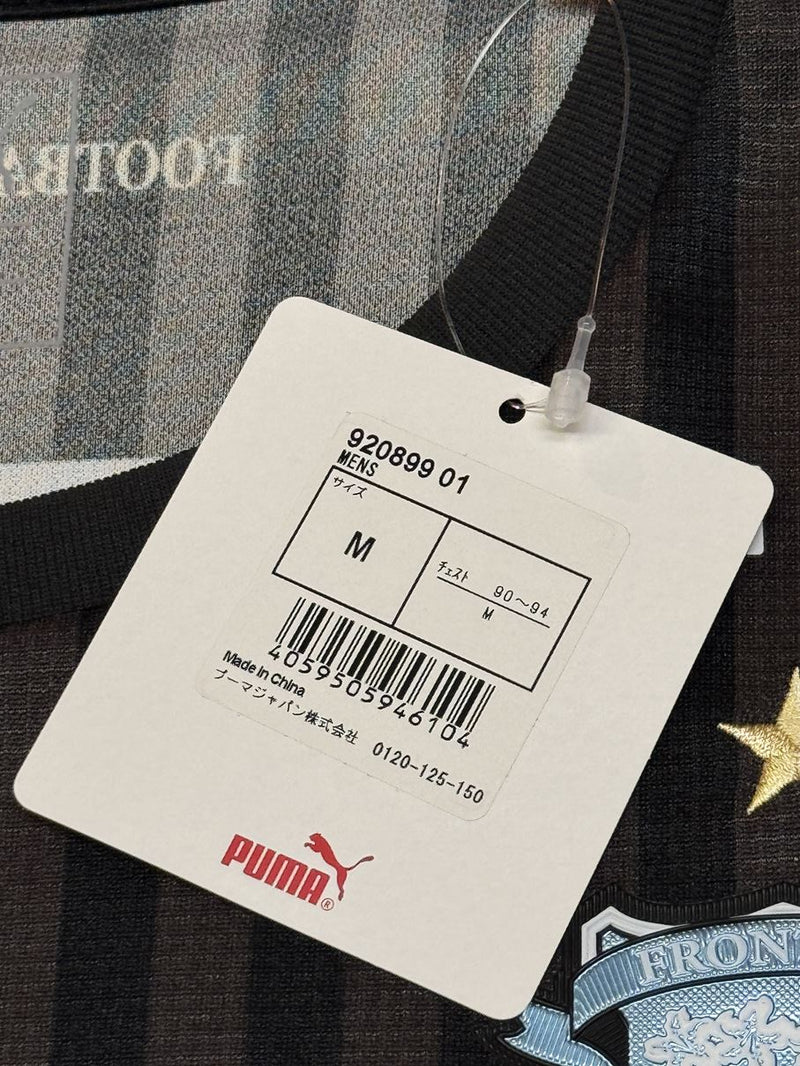 FOOTBA
920899 01
MENS
サイズ
M
チェスト 90～94
M
4059505946104
Made in China
プーマジャパン株式会社 0120-125-150
PUMA®
FRON